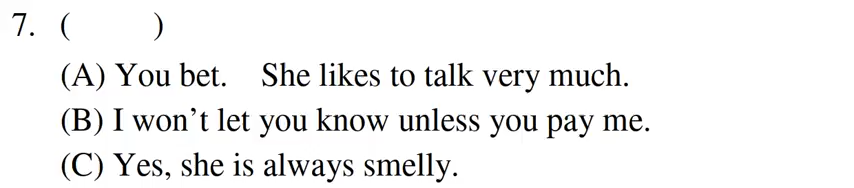 7. (      )
(A) You bet.  She likes to talk very much.
(B) I won’t let you know unless you pay me.
(C) Yes, she is always smelly.